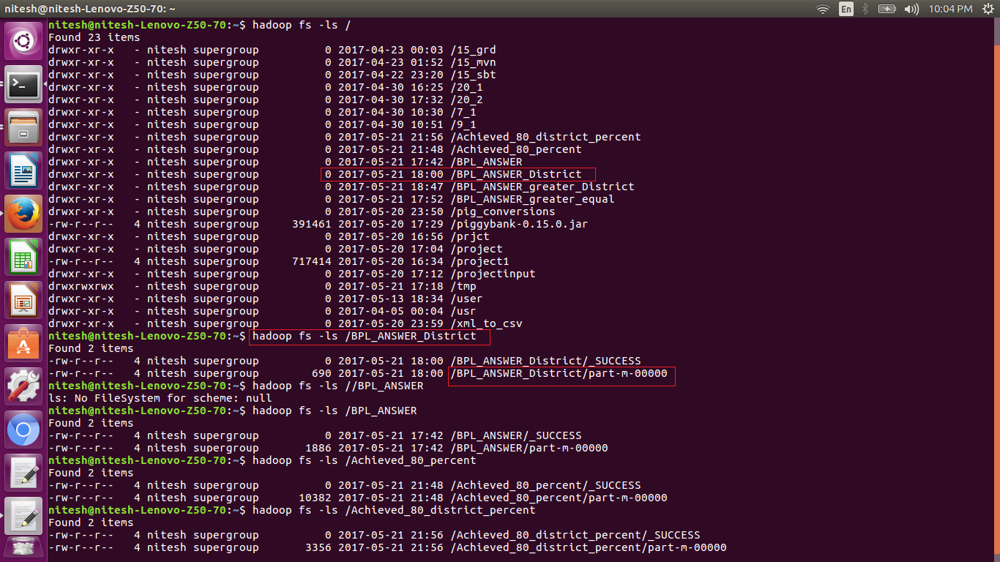 nitesh@nitesh-Lenovo-Z50-70: ~ En 10:04 PM
nitesh@nitesh-Lenovo-Z50-70:~$ hadoop fs -ls /
Found 23 items
drwxr-xr-x   - nitesh supergroup          0 2017-04-23 00:03 /15_grd
drwxr-xr-x   - nitesh supergroup          0 2017-04-23 01:52 /15_mvn
drwxr-xr-x   - nitesh supergroup          0 2017-04-22 23:20 /15_sbt
drwxr-xr-x   - nitesh supergroup          0 2017-04-30 16:25 /20_1
drwxr-xr-x   - nitesh supergroup          0 2017-04-30 17:32 /20_2
drwxr-xr-x   - nitesh supergroup          0 2017-04-30 10:30 /7_1
drwxr-xr-x   - nitesh supergroup          0 2017-04-30 10:51 /9_1
drwxr-xr-x   - nitesh supergroup          0 2017-05-21 21:56 /Achieved_80_district_percent
drwxr-xr-x   - nitesh supergroup          0 2017-05-21 21:48 /Achieved_80_percent
drwxr-xr-x   - nitesh supergroup          0 2017-05-21 17:42 /BPL_ANSWER
drwxr-xr-x   - nitesh supergroup          0 2017-05-21 18:00 /BPL_ANSWER_District
drwxr-xr-x   - nitesh supergroup          0 2017-05-21 18:47 /BPL_ANSWER_greater_District
drwxr-xr-x   - nitesh supergroup          0 2017-05-21 17:52 /BPL_ANSWER_greater_equal
drwxr-xr-x   - nitesh supergroup          0 2017-05-20 23:50 /pig_conversions
-rw-r--r--   4 nitesh supergroup     391461 2017-05-20 17:29 /piggybank-0.15.0.jar
drwxr-xr-x   - nitesh supergroup          0 2017-05-20 16:56 /prjct
drwxr-xr-x   - nitesh supergroup          0 2017-05-20 17:04 /project
-rw-r--r--   4 nitesh supergroup     717414 2017-05-20 16:34 /project1
drwxr-xr-x   - nitesh supergroup          0 2017-05-20 17:12 /projectinput
drwxrwxrwx   - nitesh supergroup          0 2017-05-21 17:18 /tmp
drwxr-xr-x   - nitesh supergroup          0 2017-05-13 18:34 /user
drwxr-xr-x   - nitesh supergroup          0 2017-04-05 00:04 /usr
drwxr-xr-x   - nitesh supergroup          0 2017-05-20 23:59 /xml_to_csv
nitesh@nitesh-Lenovo-Z50-70:~$ hadoop fs -ls /BPL_ANSWER_District
Found 2 items
-rw-r--r--   4 nitesh supergroup          0 2017-05-21 18:00 /BPL_ANSWER_District/_SUCCESS
-rw-r--r--   4 nitesh supergroup        690 2017-05-21 18:00 /BPL_ANSWER_District/part-m-00000
nitesh@nitesh-Lenovo-Z50-70:~$ hadoop fs -ls //BPL_ANSWER
ls: No FileSystem for scheme: null
nitesh@nitesh-Lenovo-Z50-70:~$ hadoop fs -ls /BPL_ANSWER
Found 2 items
-rw-r--r--   4 nitesh supergroup          0 2017-05-21 17:42 /BPL_ANSWER/_SUCCESS
-rw-r--r--   4 nitesh supergroup       1886 2017-05-21 17:42 /BPL_ANSWER/part-m-00000
nitesh@nitesh-Lenovo-Z50-70:~$ hadoop fs -ls /Achieved_80_percent
Found 2 items
-rw-r--r--   4 nitesh supergroup          0 2017-05-21 21:48 /Achieved_80_percent/_SUCCESS
-rw-r--r--   4 nitesh supergroup      10382 2017-05-21 21:48 /Achieved_80_percent/part-m-00000
nitesh@nitesh-Lenovo-Z50-70:~$ hadoop fs -ls /Achieved_80_district_percent
Found 2 items
-rw-r--r--   4 nitesh supergroup          0 2017-05-21 21:56 /Achieved_80_district_percent/_SUCCESS
-rw-r--r--   4 nitesh supergroup       3356 2017-05-21 21:56 /Achieved_80_district_percent/part-m-00000